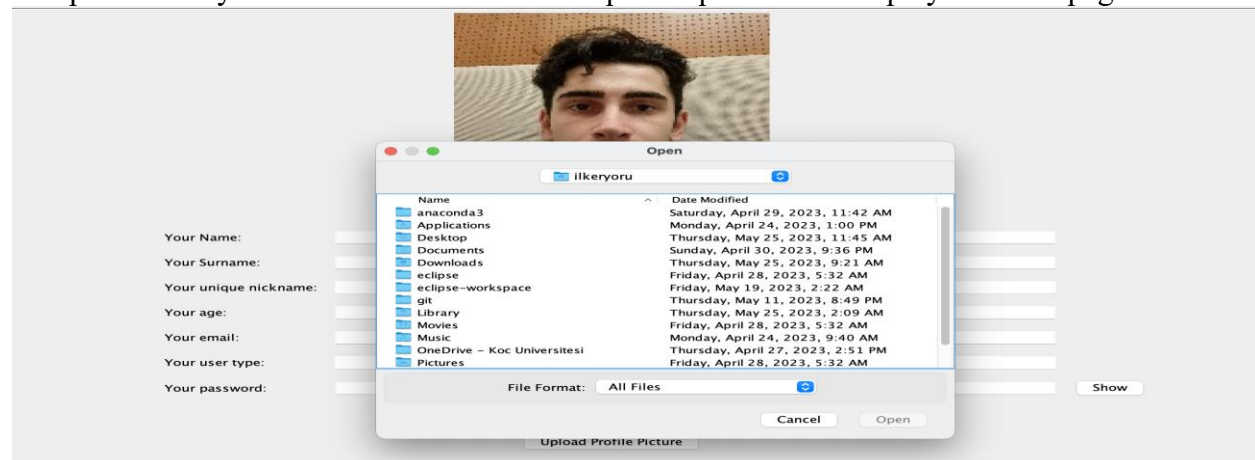 Open
ilkeryoru
Name Date Modified
anaconda3 Saturday, April 29, 2023, 11:42 AM
Applications Monday, April 24, 2023, 1:00 PM
Desktop Thursday, May 25, 2023, 11:45 AM
Documents Sunday, April 30, 2023, 9:36 PM
Your Name:
Downloads Thursday, May 25, 2023, 9:21 AM
Your Surname:
eclipse Friday, April 28, 2023, 5:32 AM
eclipse-workspace Friday, May 19, 2023, 2:22 AM
Your unique nickname:
git Thursday, May 11, 2023, 8:49 PM
Library Thursday, May 25, 2023, 2:09 AM
Your age:
Movies Friday, April 28, 2023, 5:32 AM
Music Monday, April 24, 2023, 9:40 AM
Your email:
OneDrive - Koc Universitesi Thursday, April 27, 2023, 2:51 PM
Pictures Friday, April 28, 2023, 5:32 AM
Your user type:
File Format: All Files
Your password: Show
Cancel Open
Upload Profile Picture